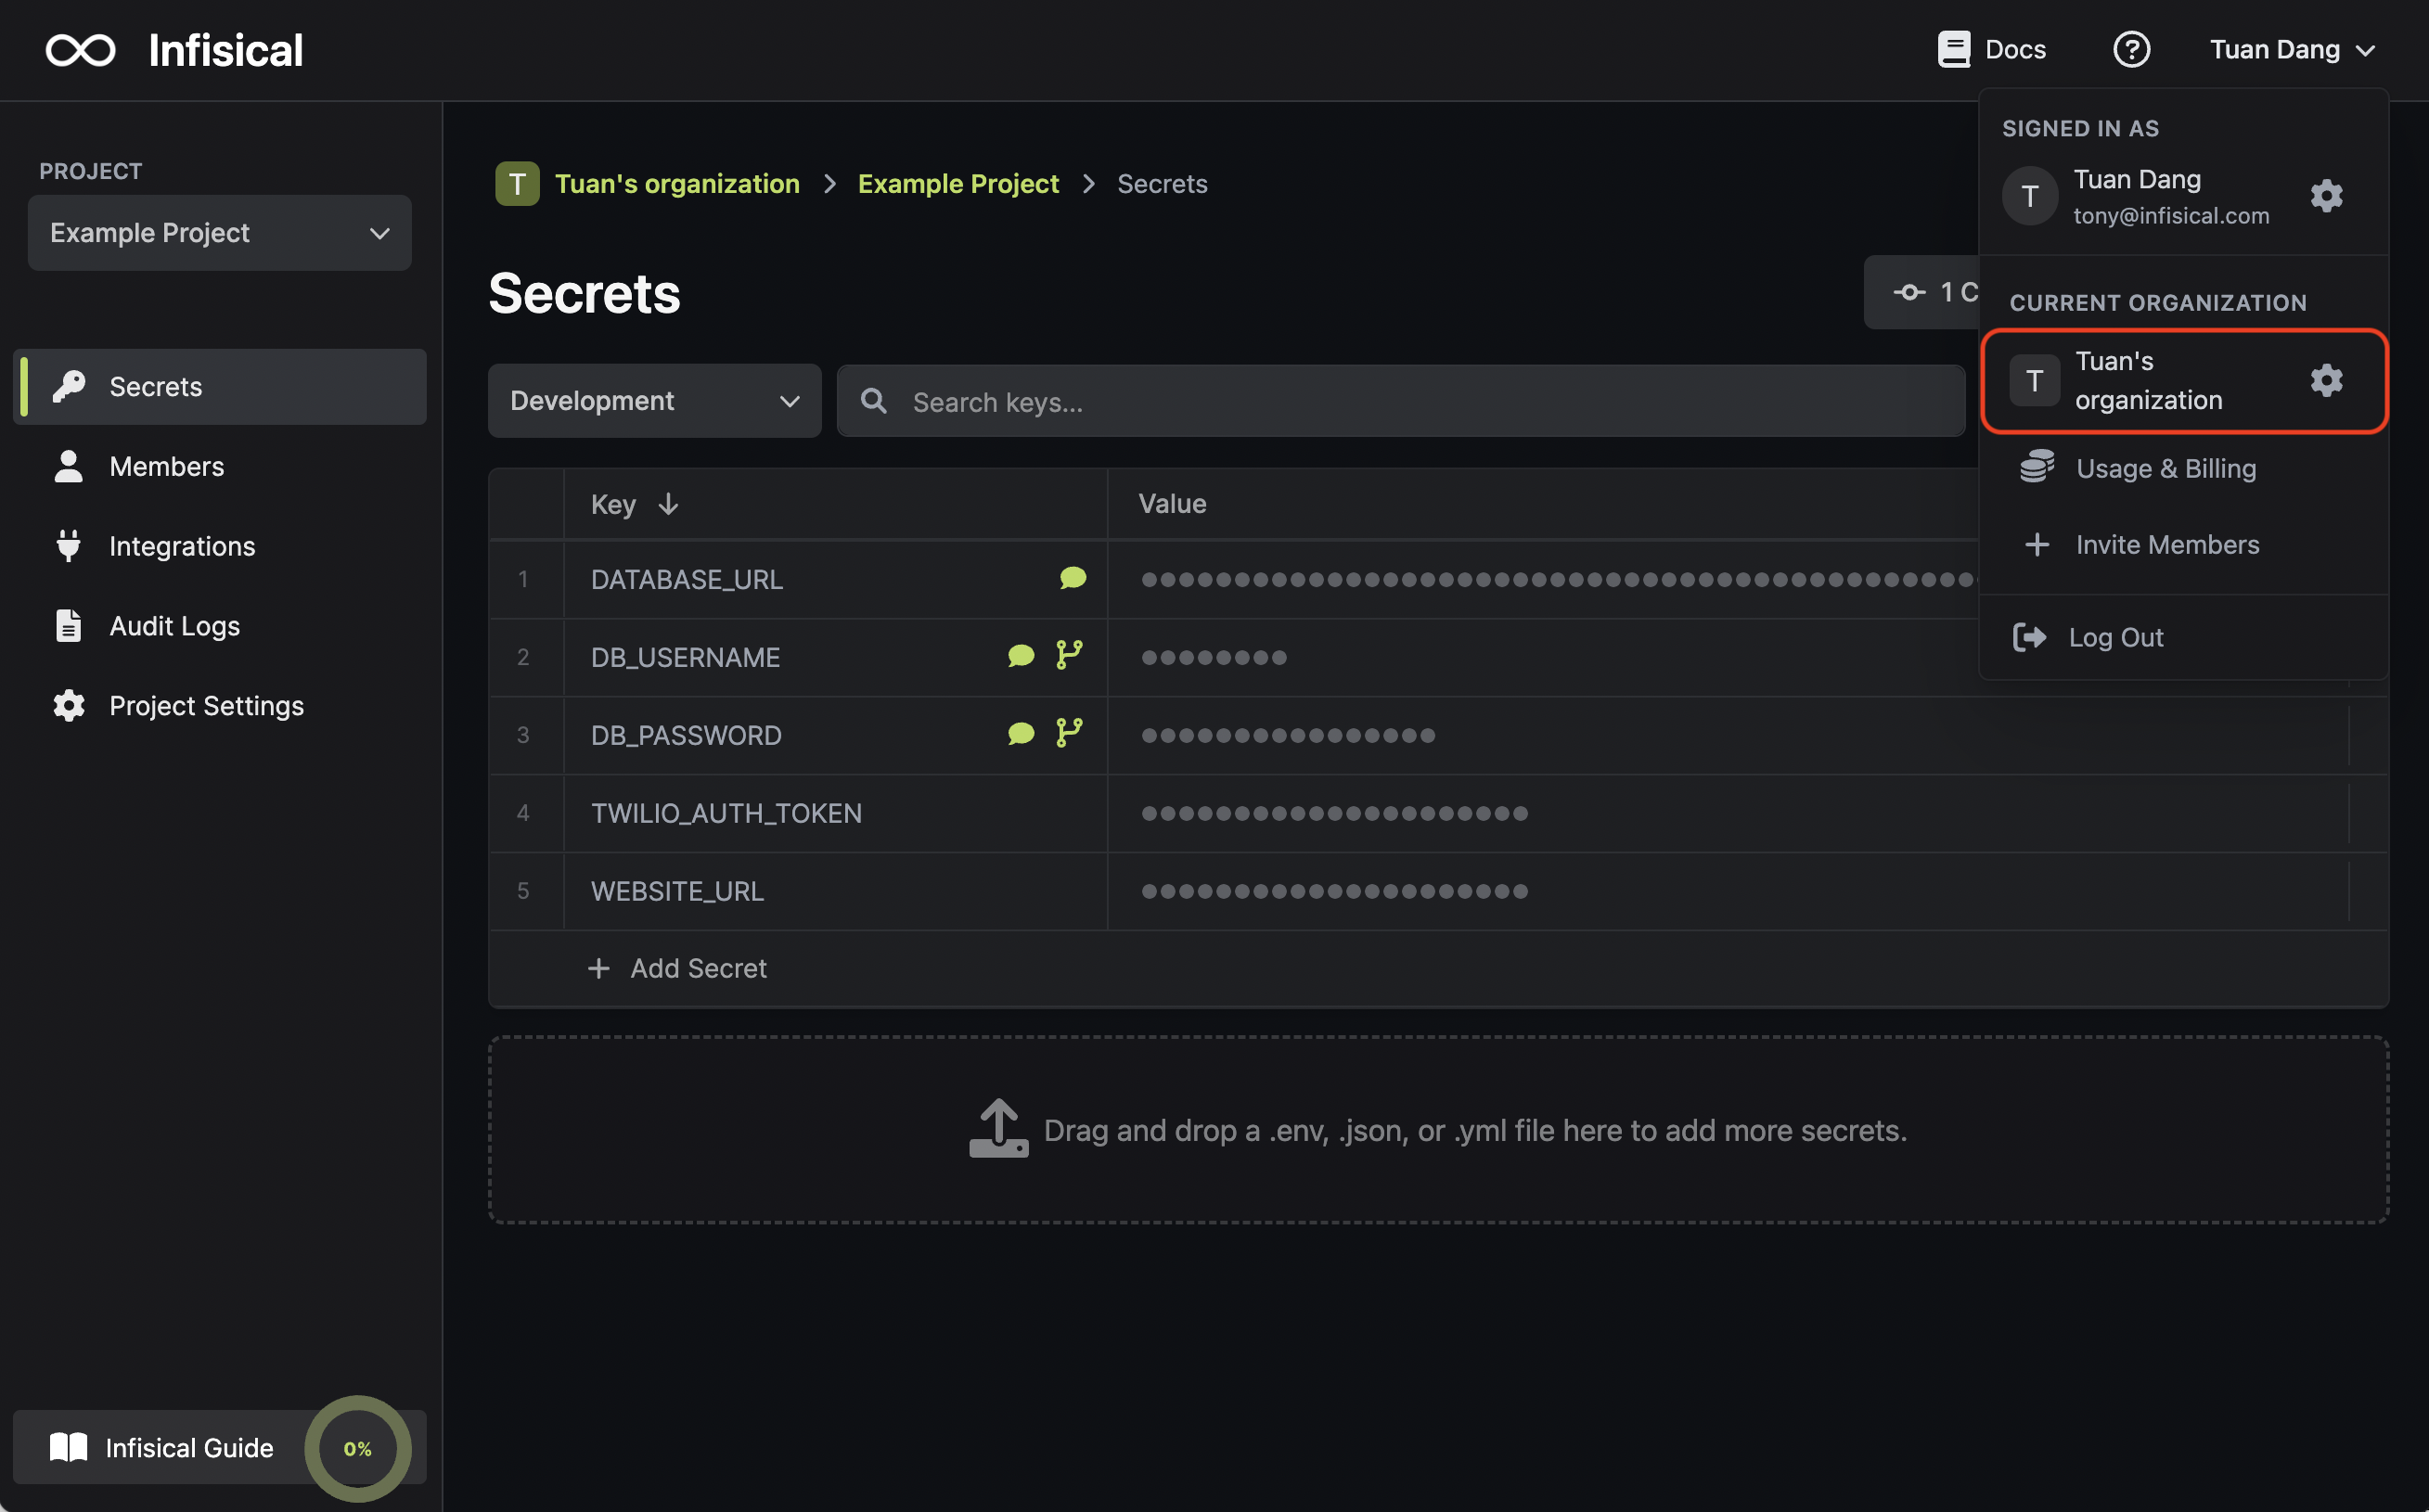 Infisical
Docs
Tuan Dang
PROJECT
Example Project
Secrets
Members
Integrations
Audit Logs
Project Settings
Infisical Guide
0%
T Tuan's organization > Example Project > Secrets
Secrets
1 C
Development
Search keys...
Key Value
1 DATABASE_URL
2 DB_USERNAME
3 DB_PASSWORD
4 TWILIO_AUTH_TOKEN
5 WEBSITE_URL
+ Add Secret
Drag and drop a .env, .json, or .yml file here to add more secrets.
SIGNED IN AS
T
Tuan Dang
tony@infisical.com
CURRENT ORGANIZATION
T
Tuan's
organization
Usage & Billing
+ Invite Members
Log Out